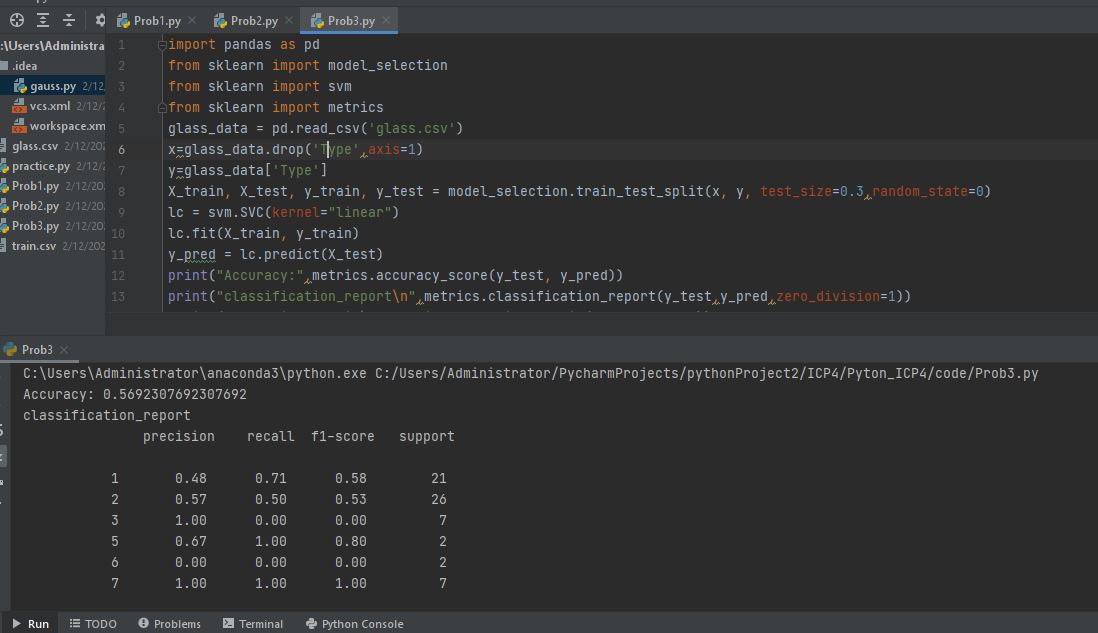 Prob1.py Prob2.py Prob3.py
:\Users\Administra
.idea
gauss.py 2/12
vcs.xml 2/12/2
workspace.xm
glass.csv 2/12/202
practice.py 2/12/
Prob1.py 2/12/202
Prob2.py 2/12/202
Prob3.py 2/12/202
train.csv 2/12/202
1 import pandas as pd
2 from sklearn import model_selection
3 from sklearn import svm
4 from sklearn import metrics
5 glass_data = pd.read_csv('glass.csv')
6 x=glass_data.drop('Type',axis=1)
7 y=glass_data['Type']
8 X_train, X_test, y_train, y_test = model_selection.train_test_split(x, y, test_size=0.3,random_state=0)
9 lc = svm.SVC(kernel="linear")
10 lc.fit(X_train, y_train)
11 y_pred = lc.predict(X_test)
12 print("Accuracy:",metrics.accuracy_score(y_test, y_pred))
13 print("classification_report\n",metrics.classification_report(y_test,y_pred,zero_division=1))
Prob3
C:\Users\Administrator\anaconda3\python.exe C:/Users/Administrator/PycharmProjects/pythonProject2/ICP4/Pyton_ICP4/code/Prob3.py
Accuracy: 0.5692307692307692
classification_report
precision recall f1-score support
1 0.48 0.71 0.58 21
2 0.57 0.50 0.53 26
3 1.00 0.00 0.00 7
5 0.67 1.00 0.80 2
6 0.00 0.00 0.00 2
7 1.00 1.00 1.00 7
Run TODO Problems Terminal Python Console